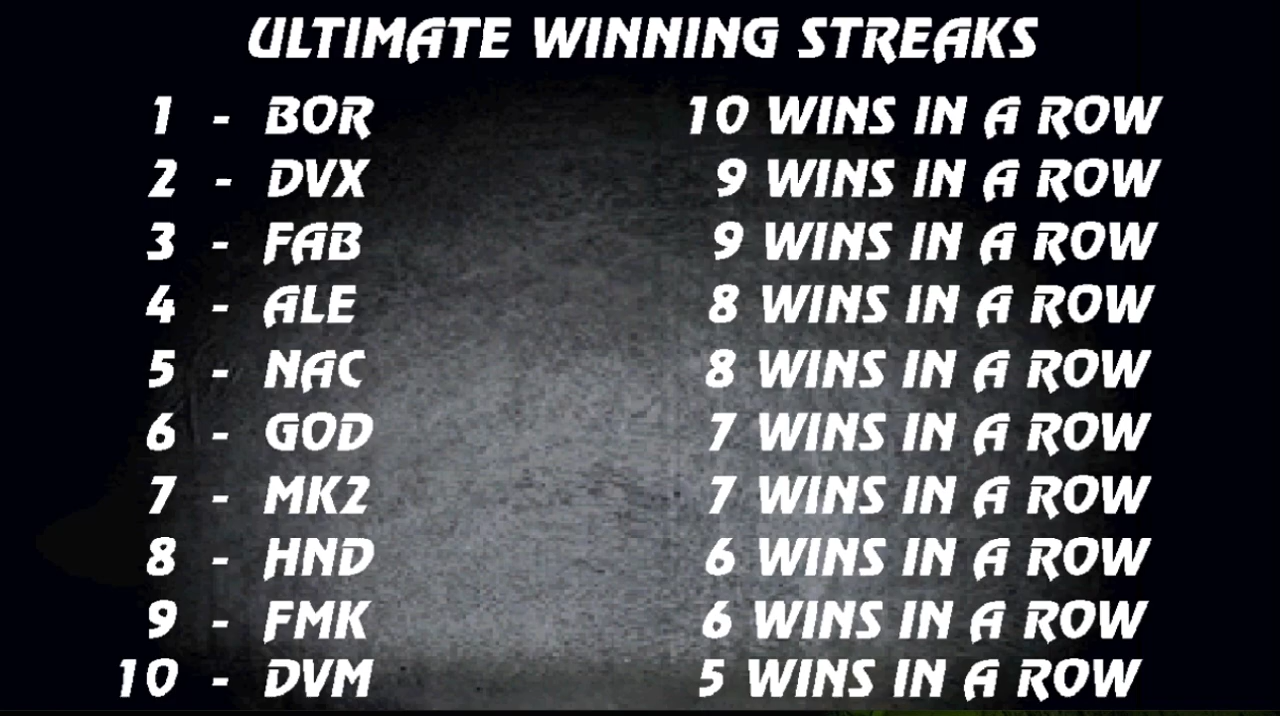 ULTIMATE WINNING STREAKS
1 - BOR 10 WINS IN A ROW
2 - DVX 9 WINS IN A ROW
3 - FAB 9 WINS IN A ROW
4 - ALE 8 WINS IN A ROW
5 - NAC 8 WINS IN A ROW
6 - GOD 7 WINS IN A ROW
7 - MK2 7 WINS IN A ROW
8 - HND 6 WINS IN A ROW
9 - FMK 6 WINS IN A ROW
10 - DVM 5 WINS IN A ROW